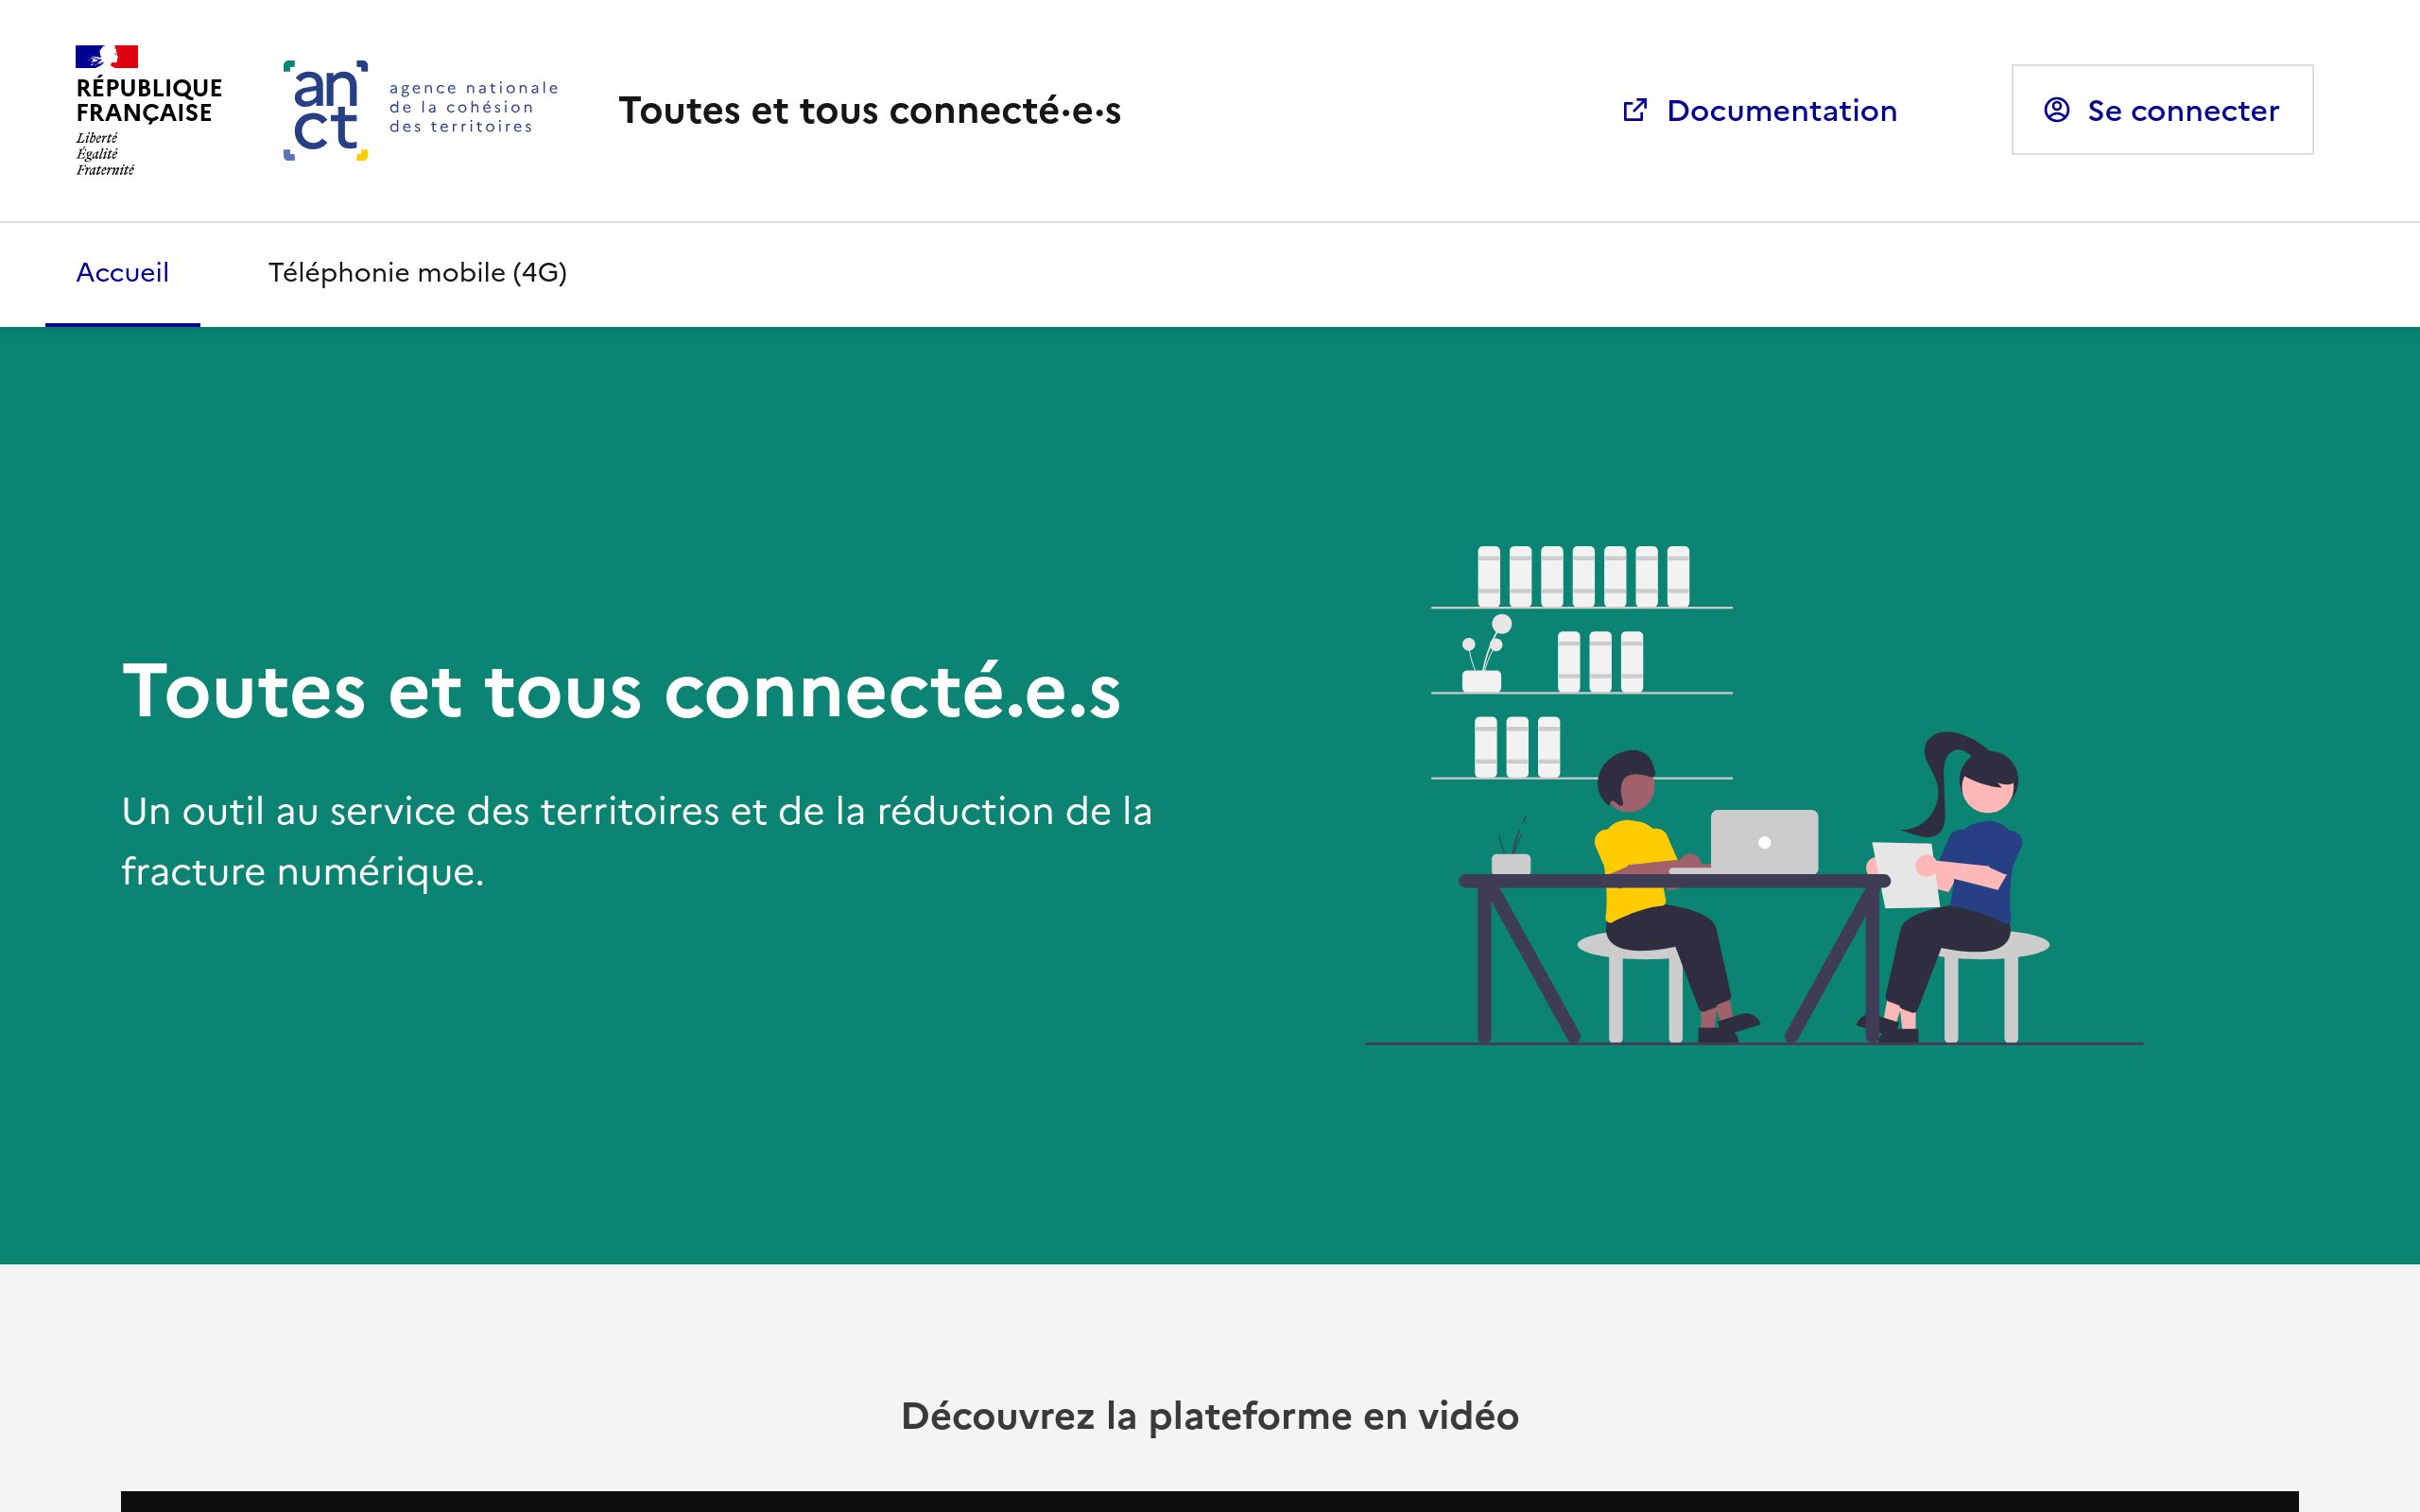 RÉPUBLIQUE
FRANÇAISE
Liberté
Égalité
Fraternité
an
ct
agence nationale
de la cohésion
des territoires
Toutes et tous connecté·e·s
Documentation
Se connecter
Accueil
Téléphonie mobile (4G)
Toutes et tous connecté.e.s
Un outil au service des territoires et de la réduction de la
fracture numérique.
Découvrez la plateforme en vidéo